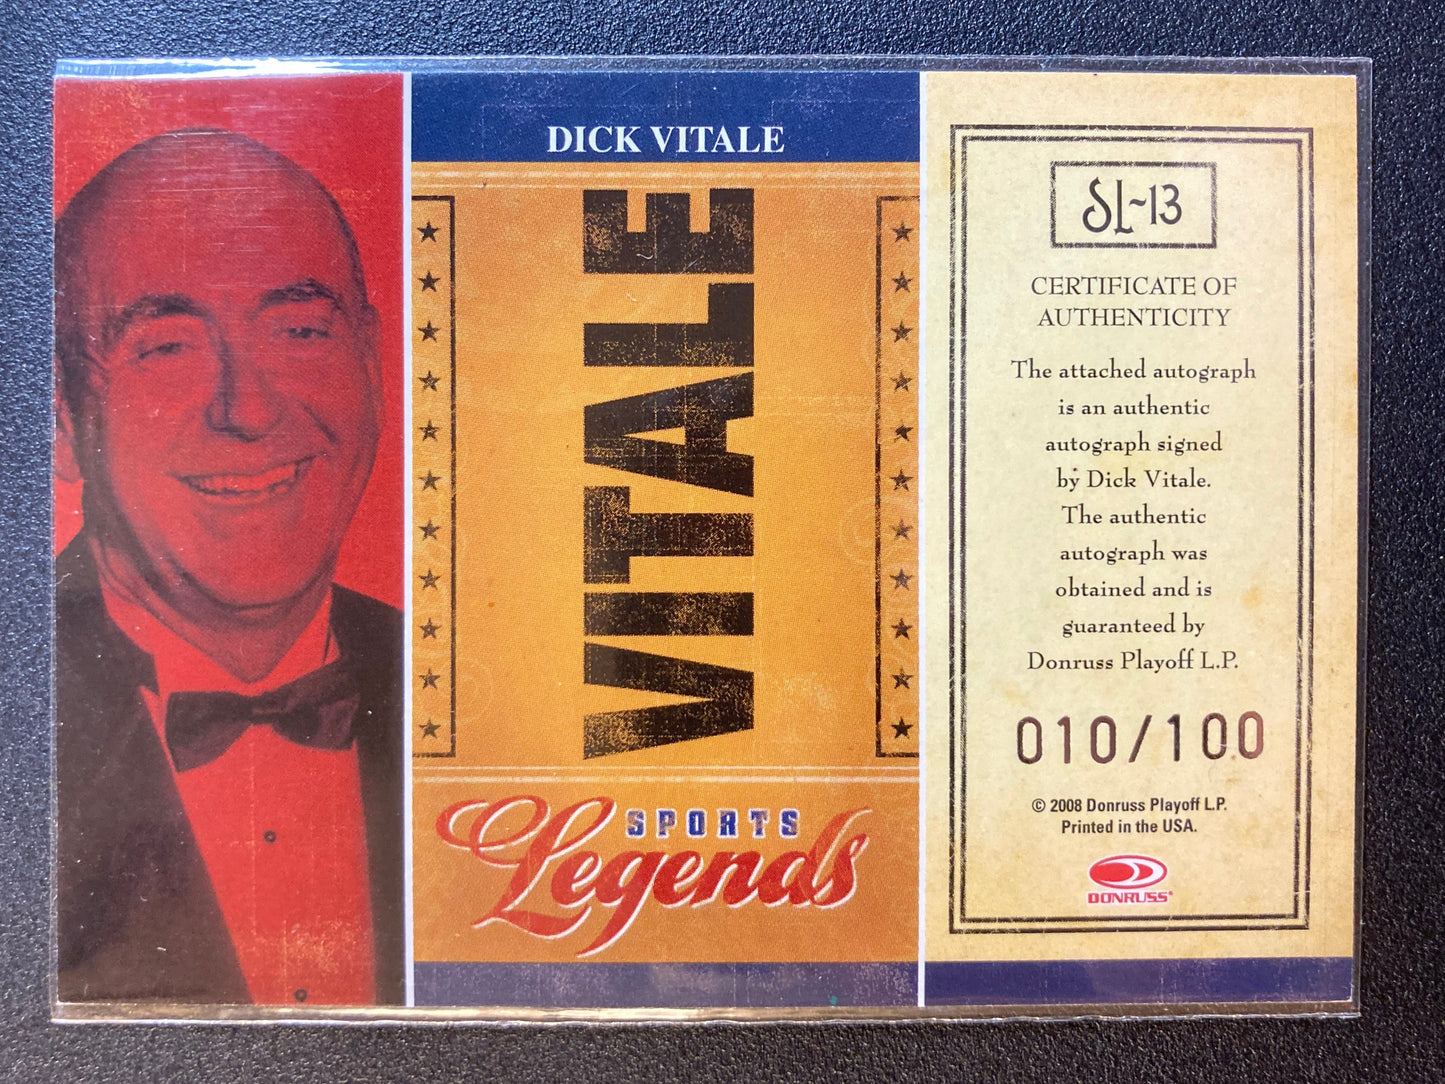 DICK VITALE
VITALE
SPORTS
Legends
SL-13
CERTIFICATE OF
AUTHENTICITY
The attached autograph
is an authentic
autograph signed
by Dick Vitale.
The authentic
autograph was
obtained and is
guaranteed by
Donruss Playoff L.P.
010/100
© 2008 Donruss Playoff L.P.
Printed in the USA.
DONRUSS®